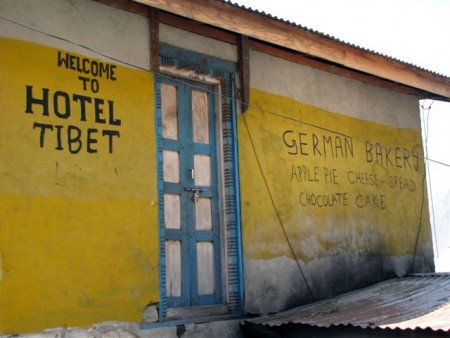 WELCOME
TO
HOTEL
TIBET
GERMAN BAKERY
APPLE PIE CHEESE-BREAD
CHOCOLATE CAKE